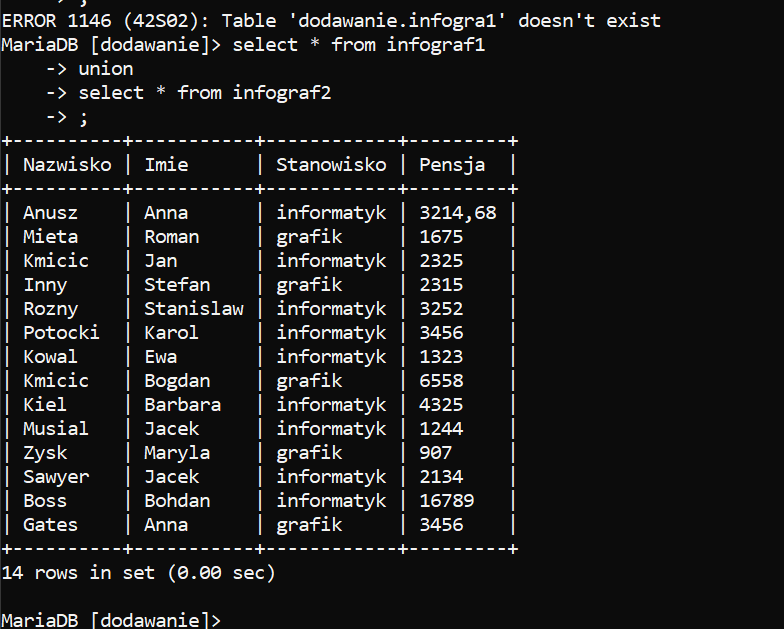 ERROR 1146 (42S02): Table 'dodawanie.infogra1' doesn't exist
MariaDB [dodawanie]> select * from infograf1
    -> union
    -> select * from infograf2
    -> ;
+----------+-----------+------------+---------+
| Nazwisko | Imie      | Stanowisko | Pensja  |
+----------+-----------+------------+---------+
| Anusz    | Anna      | informatyk | 3214,68 |
| Mieta    | Roman     | grafik     | 1675    |
| Kmicic   | Jan       | informatyk | 2325    |
| Inny     | Stefan    | grafik     | 2315    |
| Rozny    | Stanislaw | informatyk | 3252    |
| Potocki  | Karol     | informatyk | 3456    |
| Kowal    | Ewa       | informatyk | 1323    |
| Kmicic   | Bogdan    | grafik     | 6558    |
| Kiel     | Barbara   | informatyk | 4325    |
| Musial   | Jacek     | informatyk | 1244    |
| Zysk     | Maryla    | grafik     | 907     |
| Sawyer   | Jacek     | informatyk | 2134    |
| Boss     | Bohdan    | informatyk | 16789   |
| Gates    | Anna      | grafik     | 3456    |
+----------+-----------+------------+---------+
14 rows in set (0.00 sec)
MariaDB [dodawanie]>